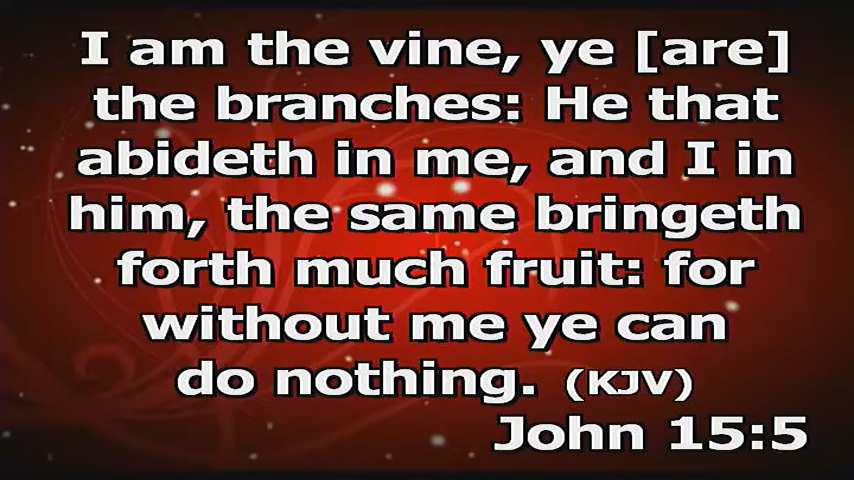 I am the vine, ye [are]
the branches: He that
abideth in me, and I in
him, the same bringeth
forth much fruit: for
without me ye can
do nothing. (KJV)
John 15:5